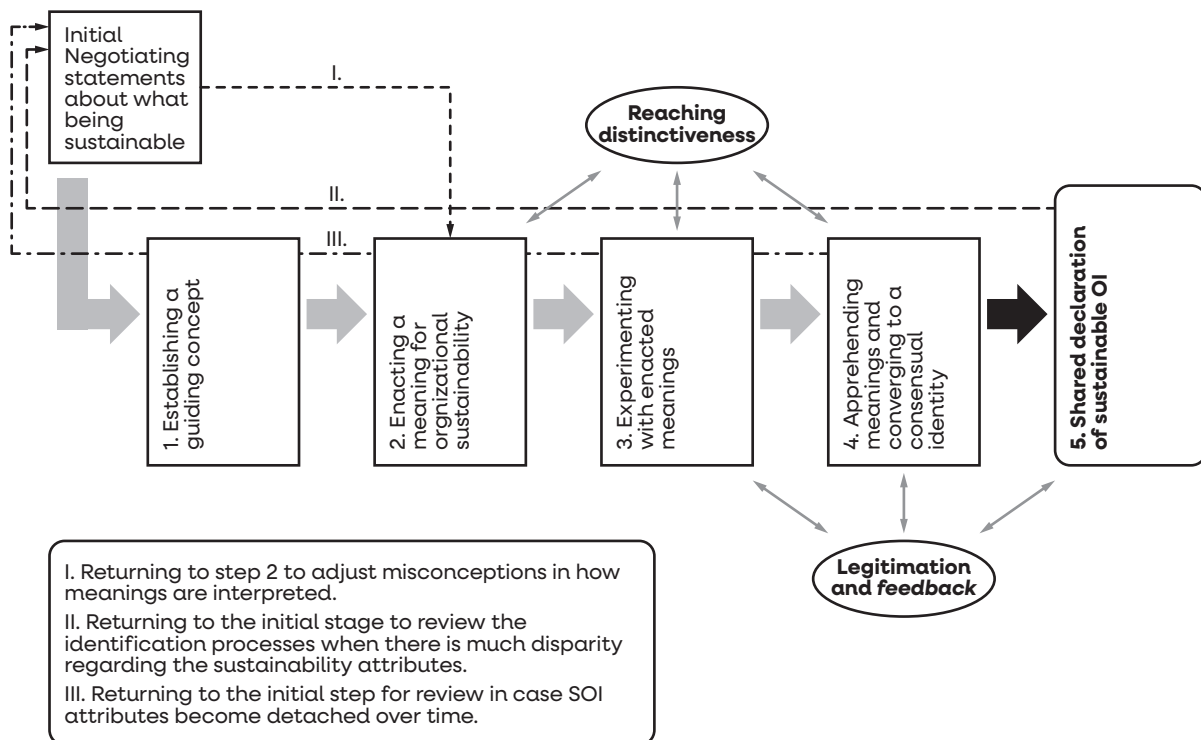 Initial
Negotiating
statements
about what
being
sustainable
I.
Reaching
distinctiveness
II.
III.
1. Establishing a
guiding concept
2. Enacting a
meaning for
orgnizational
sustainability
3. Experimenting
with enacted
meanings
4. Apprehending
meanings and
converging to a
consensual
identity
5. Shared declaration
of sustainable OI
Legitimation
and feedback
I. Returning to step 2 to adjust misconceptions in how
meanings are interpreted.
II. Returning to the initial stage to review the
identification processes when there is much disparity
regarding the sustainability attributes.
III. Returning to the initial step for review in case SOI
attributes become detached over time.